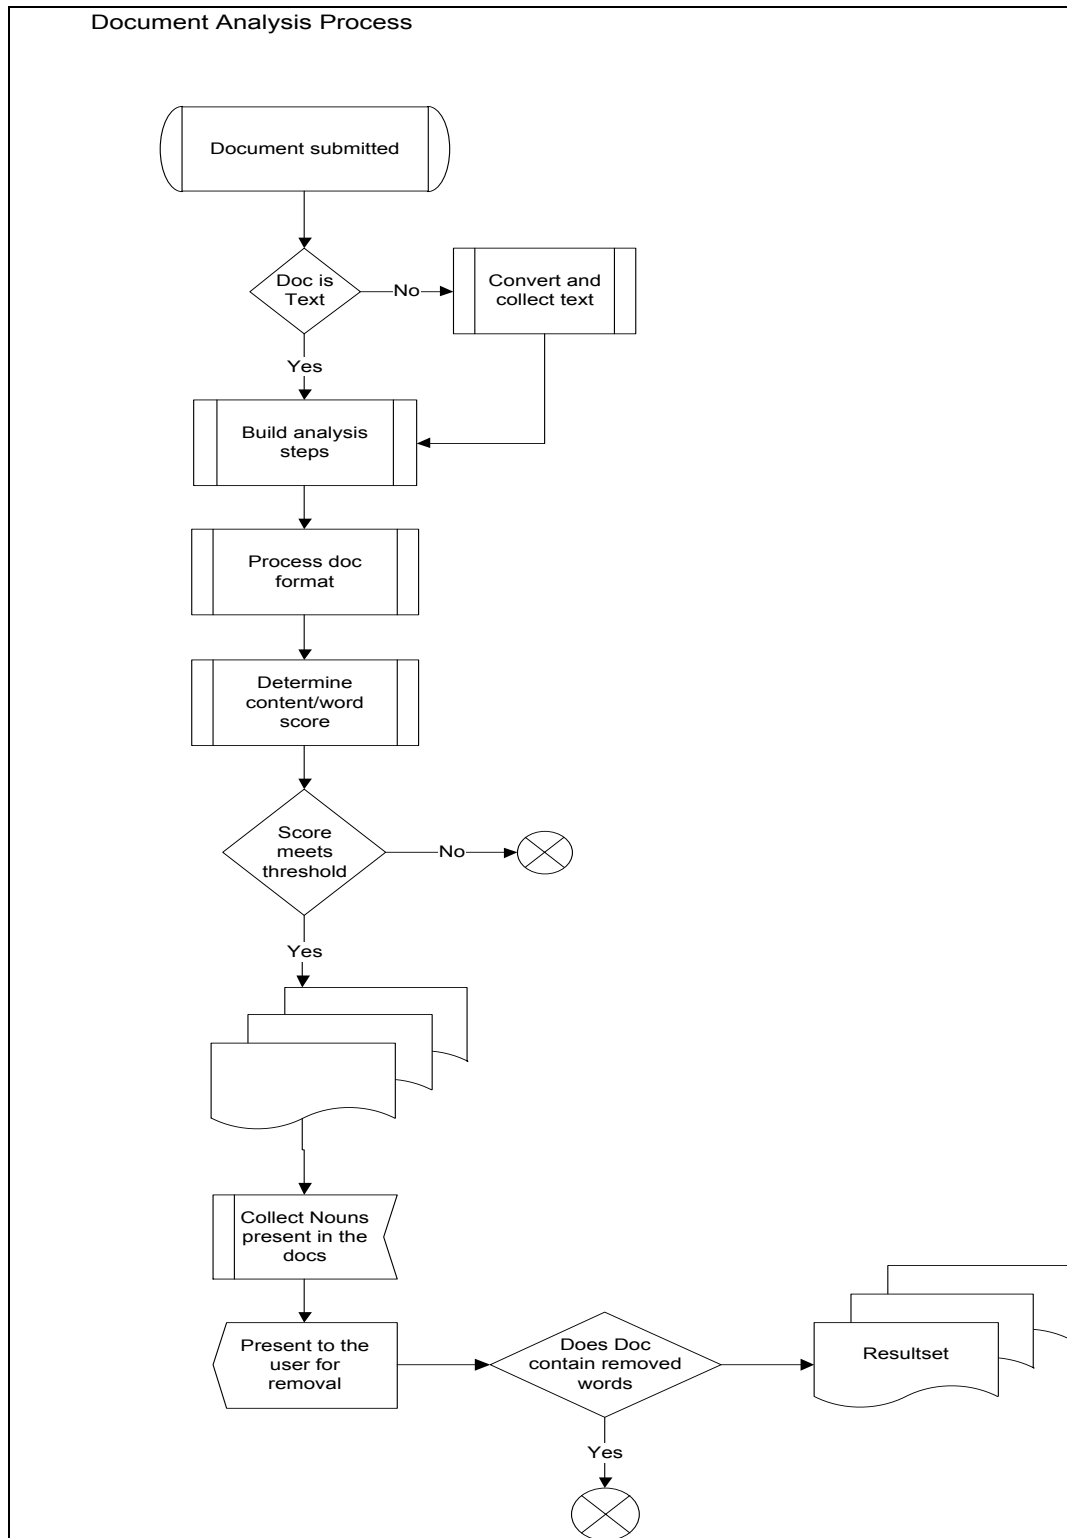 Document Analysis Process
Document submitted
Doc is
Text
No
Convert and
collect text
Yes
Build analysis
steps
Process doc
format
Determine
content/word
score
Score
meets
threshold
No
Yes
Collect Nouns
present in the
docs
Present to the
user for
removal
Does Doc
contain removed
words
Resultset
Yes